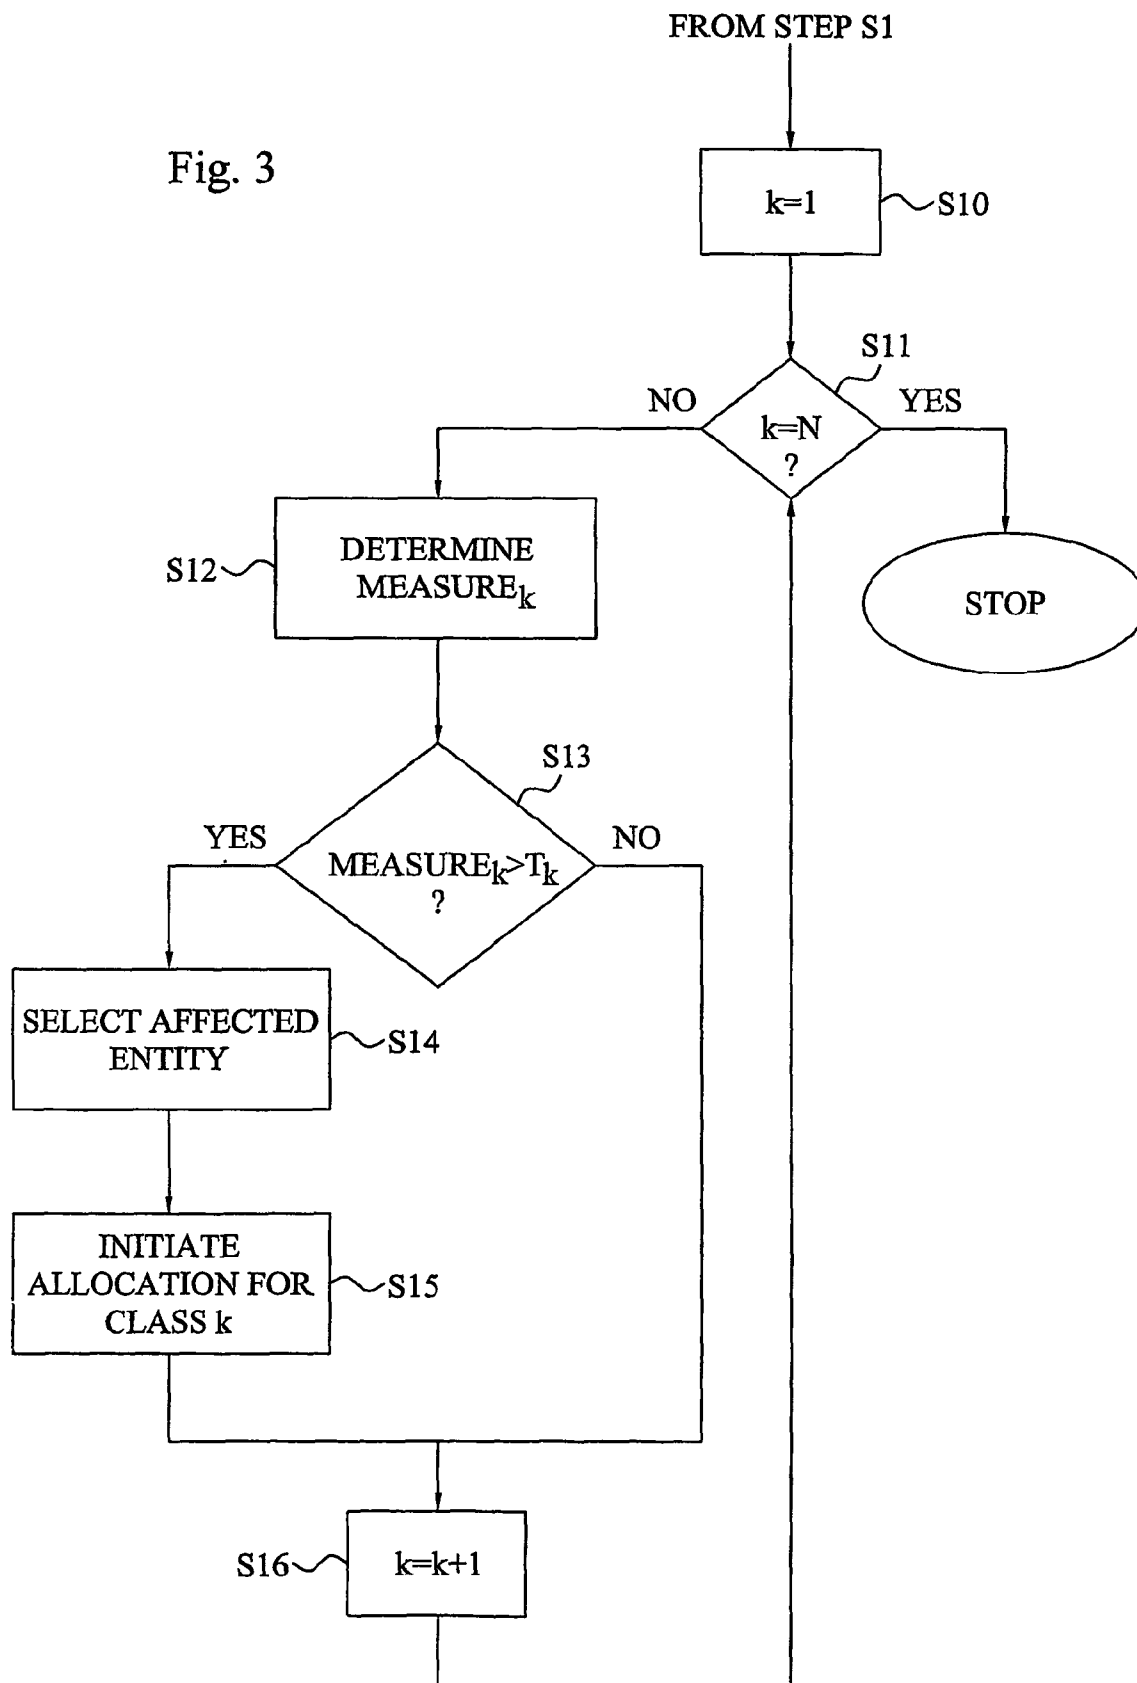 FROM STEP S1
Fig. 3
k=1
S10
S11
NO
YES
k=N
?
S12
DETERMINE
MEASUREk
STOP
S13
YES
NO
MEASUREk>Tk
?
SELECT AFFECTED
ENTITY
S14
INITIATE
ALLOCATION FOR
CLASS k
S15
S16
k=k+1